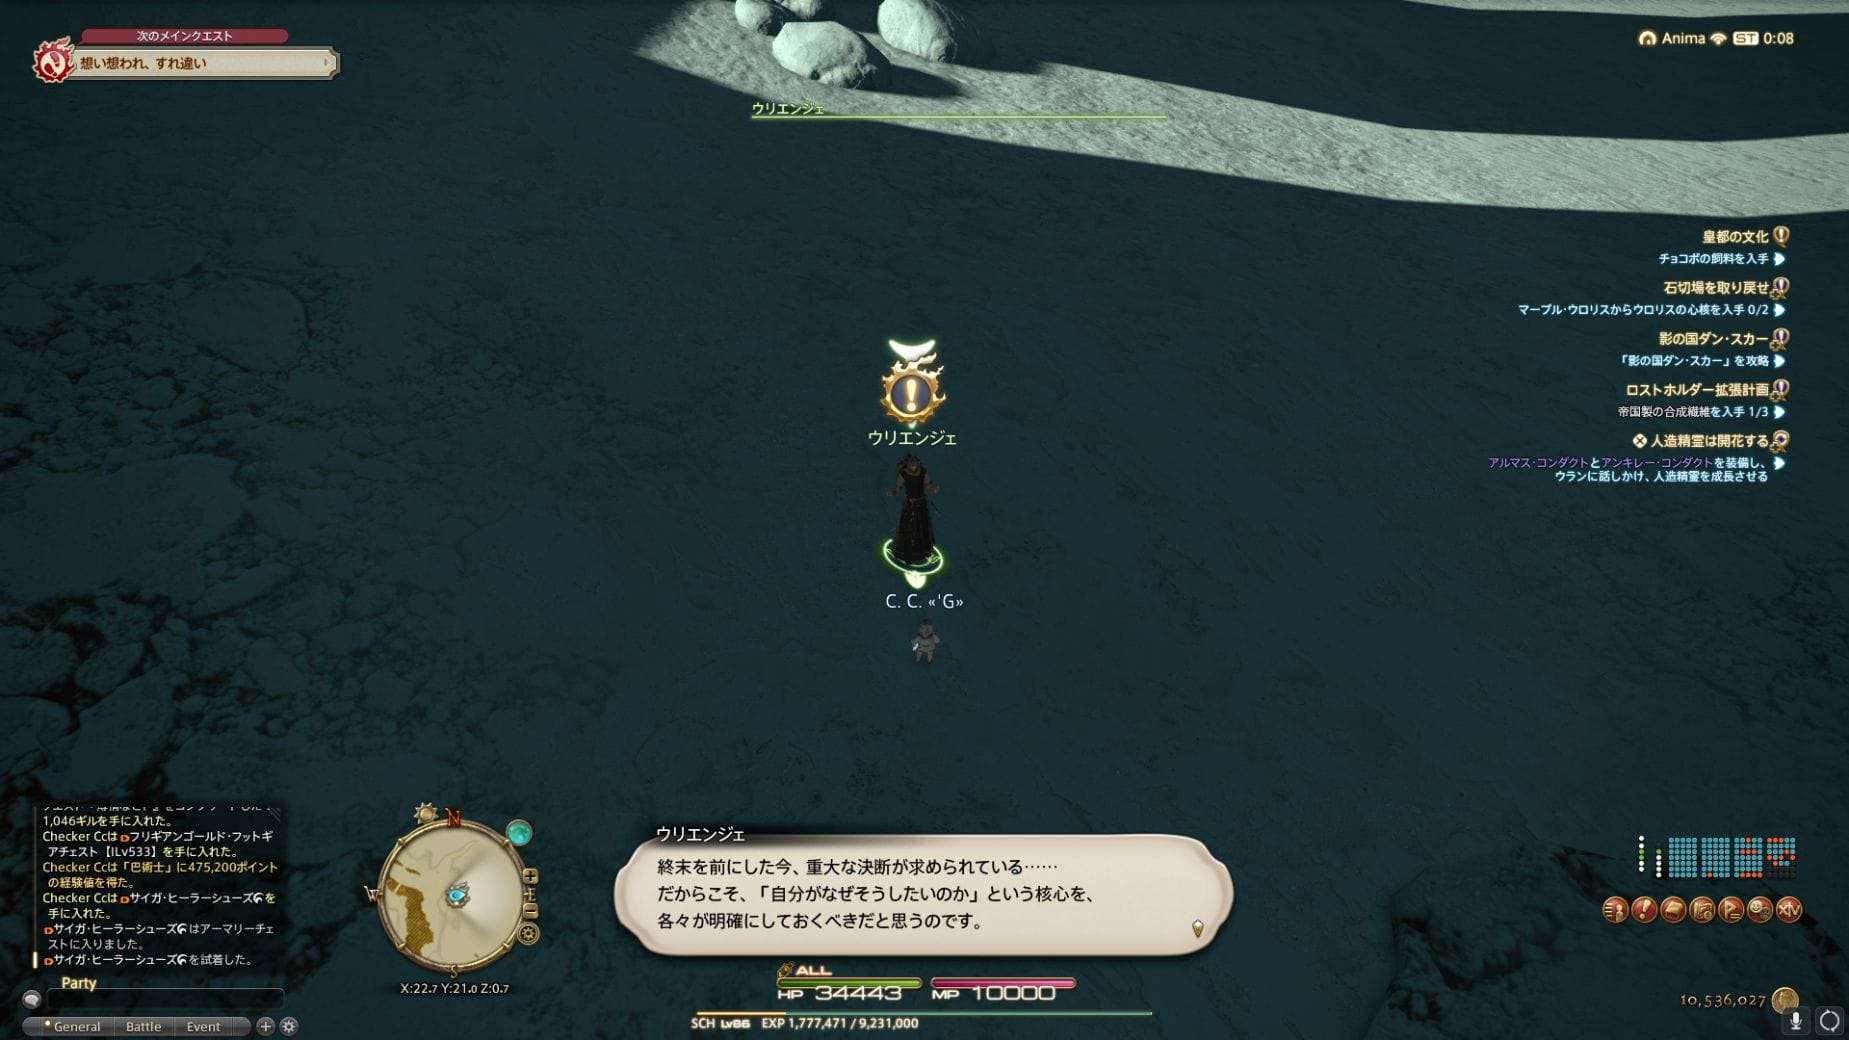 次のメインクエスト
想い想われ、すれ違い
Anima ST 0:08
ウリエンジェ
皇都の文化
チョコボの飼料を入手
石切場を取り戻せ
マーブル・ウロリスからウロリスの心核を入手 0/2
影の国ダン・スカー
「影の国ダン・スカー」を攻略
ロストホルダー拡張計画
帝国製の合成繊維を入手 1/3
人造精霊は開花する
アルマス・コンダクトとアンキレー・コンダクトを装備し、
ウランに話しかけ、人造精霊を成長させる
ウリエンジェ
C. C. «'G»
1,046ギルを手に入れた。
Checker Ccはフリギアンゴールド・フットギ
アチェスト【ILv533】を手に入れた。
Checker Ccは「巴術士」に475,200ポイント
の経験値を得た。
Checker Ccはサイガ・ヒーラーシューズを
手に入れた。
サイガ・ヒーラーシューズはアーマリーチェ
ストに入りました。
サイガ・ヒーラーシューズを試着した。
Party
General Battle Event
N
W
S
X:22.7 Y:21.0 Z:0.7
ウリエンジェ
終末を前にした今、重大な決断が求められている……
だからこそ、「自分がなぜそうしたいのか」という核心を、
各々が明確にしておくべきだと思うのです。
ALL
HP 34443 MP 10000
SCH Lv86 EXP 1,777,471 / 9,231,000
XIV
10,536,027